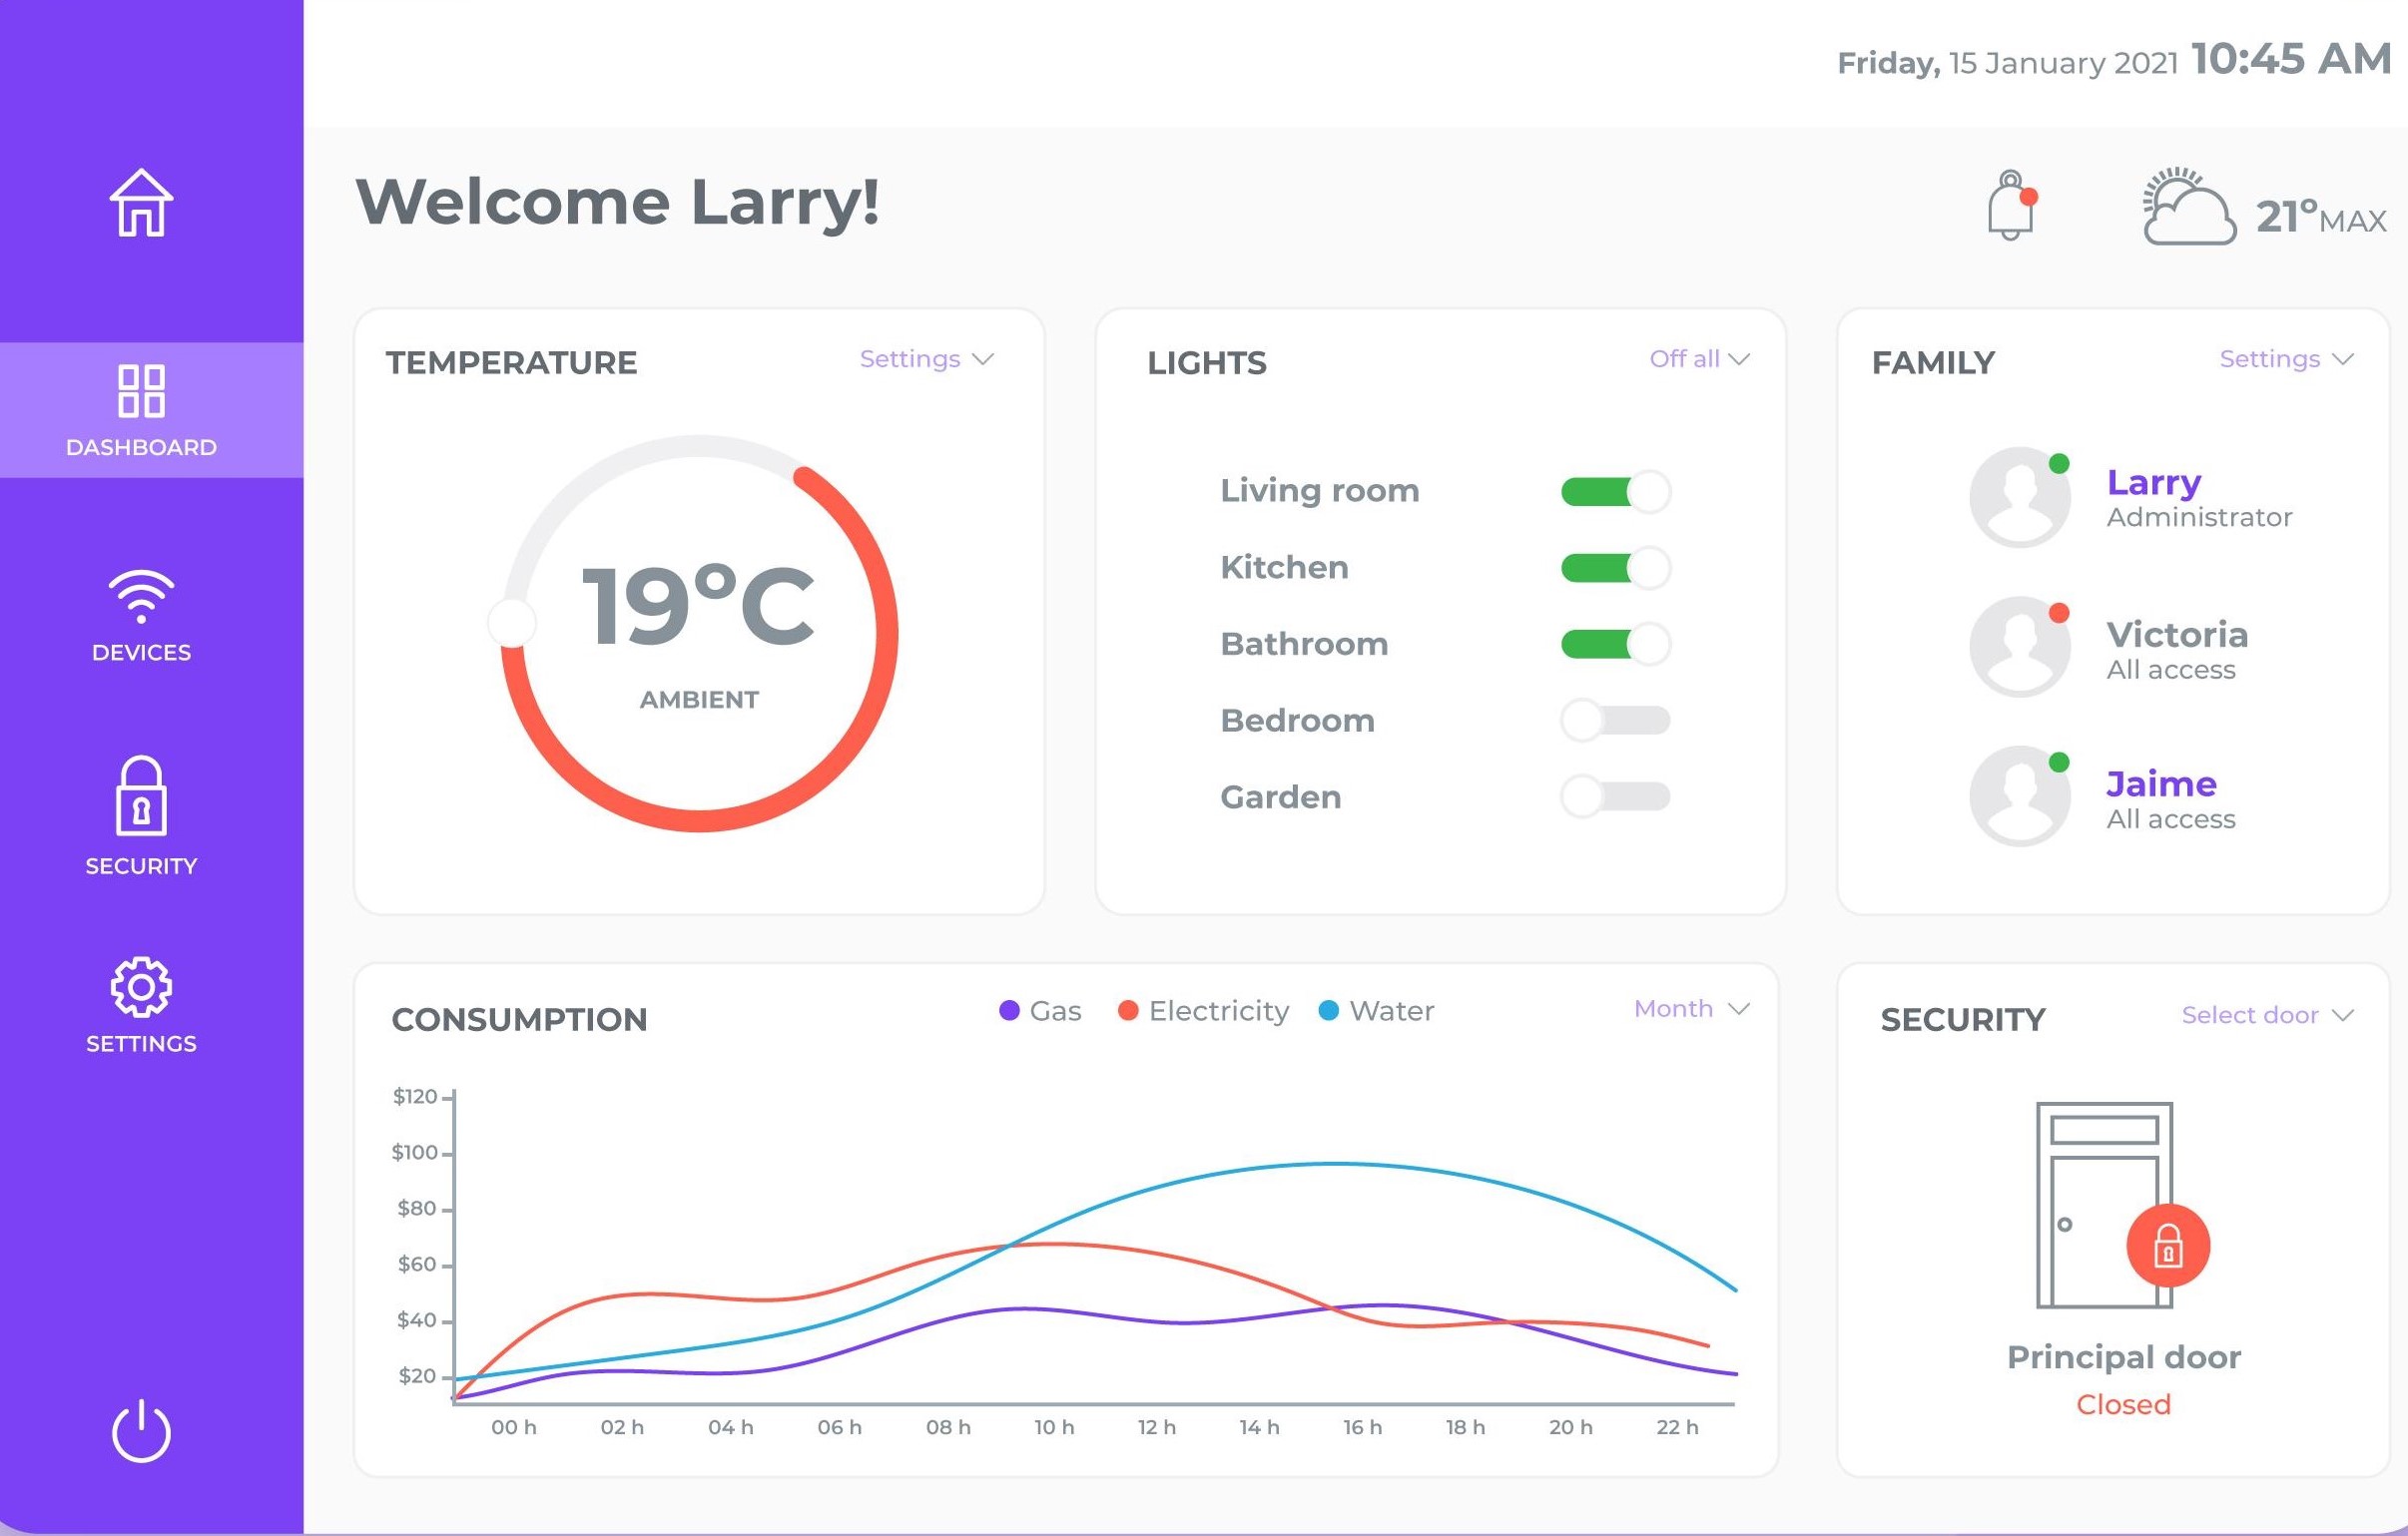 Friday, 15 January 2021 10:45 AM
Welcome Larry!
21ºMAX
DASHBOARD
DEVICES
SECURITY
SETTINGS
TEMPERATURE
Settings
19ºC
AMBIENT
LIGHTS
Off all
Living room
Kitchen
Bathroom
Bedroom
Garden
FAMILY
Settings
Larry
Administrator
Victoria
All access
Jaime
All access
CONSUMPTION
Gas
Electricity
Water
Month
$120
$100
$80
$60
$40
$20
00 h 02 h 04 h 06 h 08 h 10 h 12 h 14 h 16 h 18 h 20 h 22 h
SECURITY
Select door
Principal door
Closed